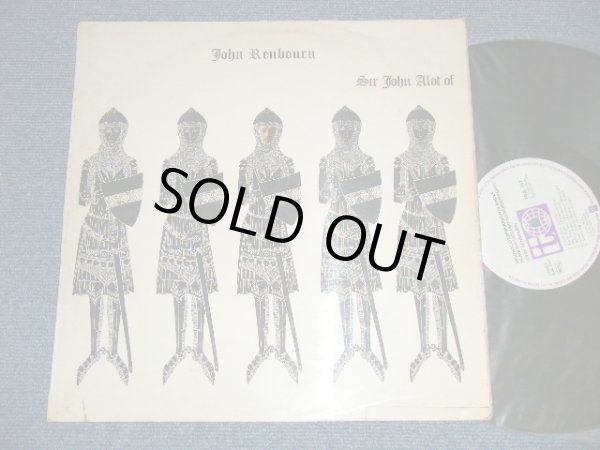 John Renbourn
Sir John Alot of
SOLD OUT